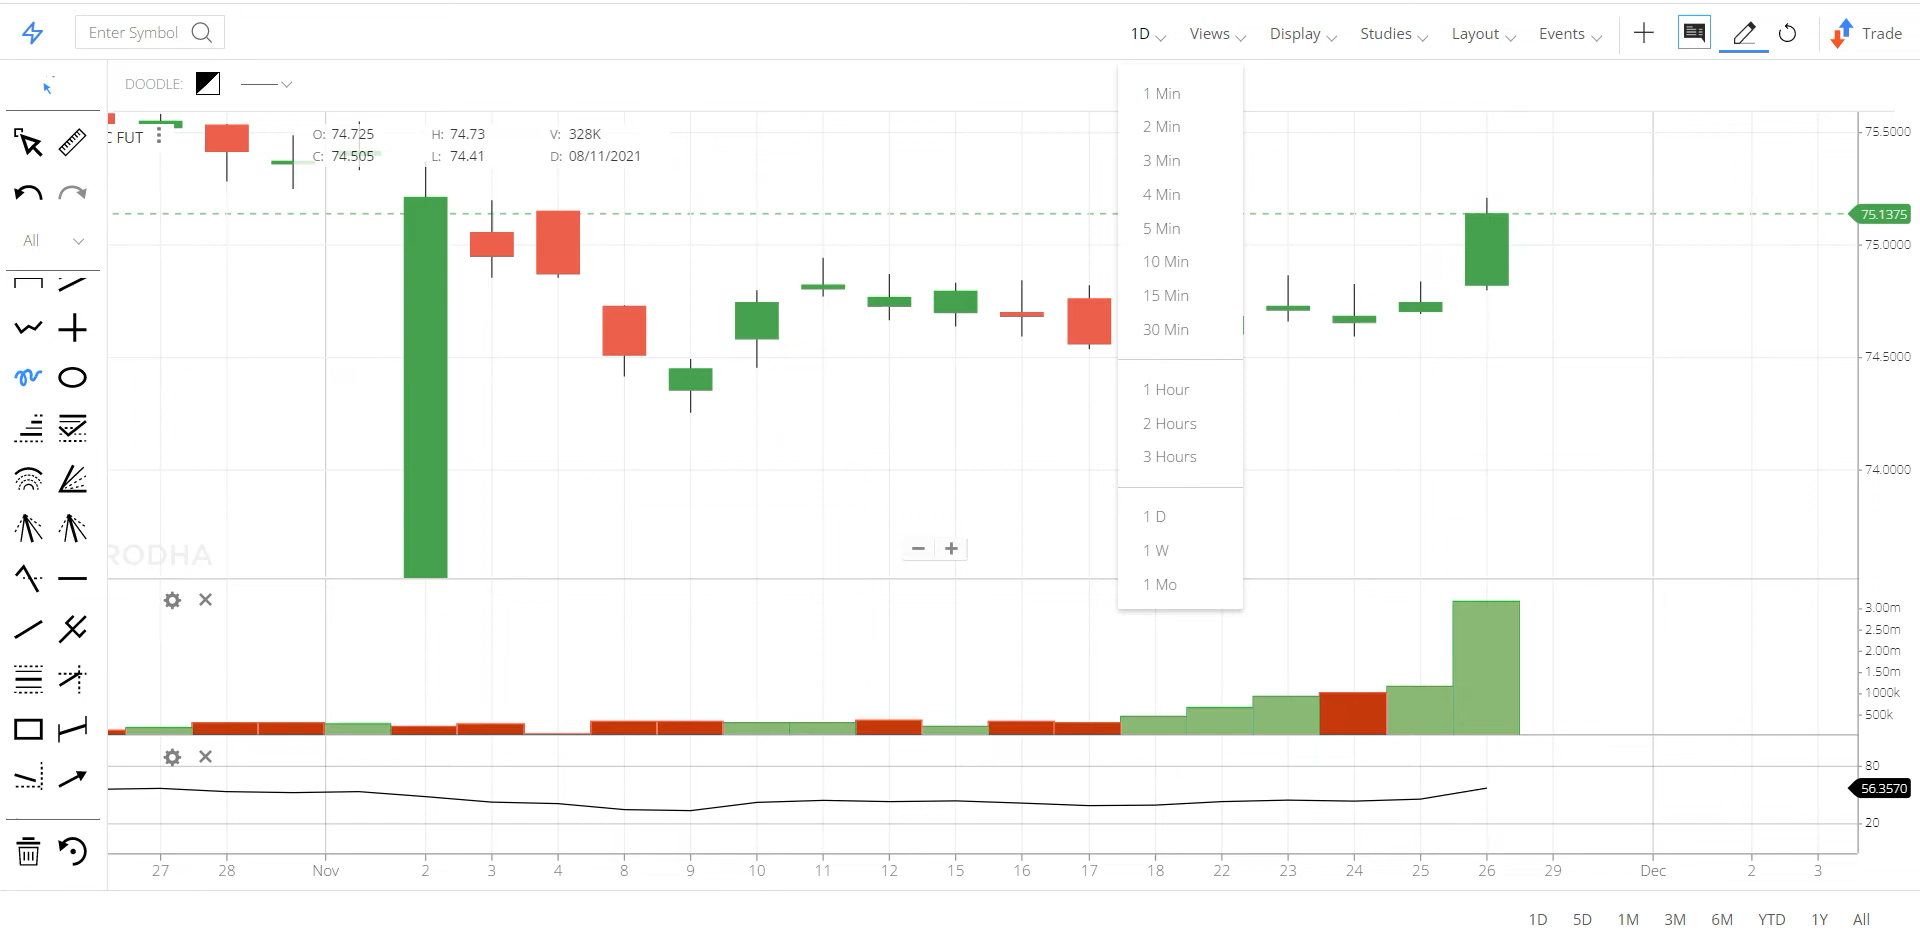 Enter Symbol
1D Views Display Studies Layout Events Trade
DOODLE:
C FUT
O: 74.725 H: 74.73 V: 328K
C: 74.505 L: 74.41 D: 08/11/2021
All
1 Min
2 Min
3 Min
4 Min
5 Min
10 Min
15 Min
30 Min
1 Hour
2 Hours
3 Hours
1 D
1 W
1 Mo
75.5000
75.1375
75.0000
74.5000
74.0000
RODHA
3.00m
2.50m
2.00m
1.50m
1000k
500k
80
56.3570
20
27 28 Nov 2 3 4 8 9 10 11 12 15 16 17 18 22 23 24 25 26 29 Dec 2 3
1D 5D 1M 3M 6M YTD 1Y All